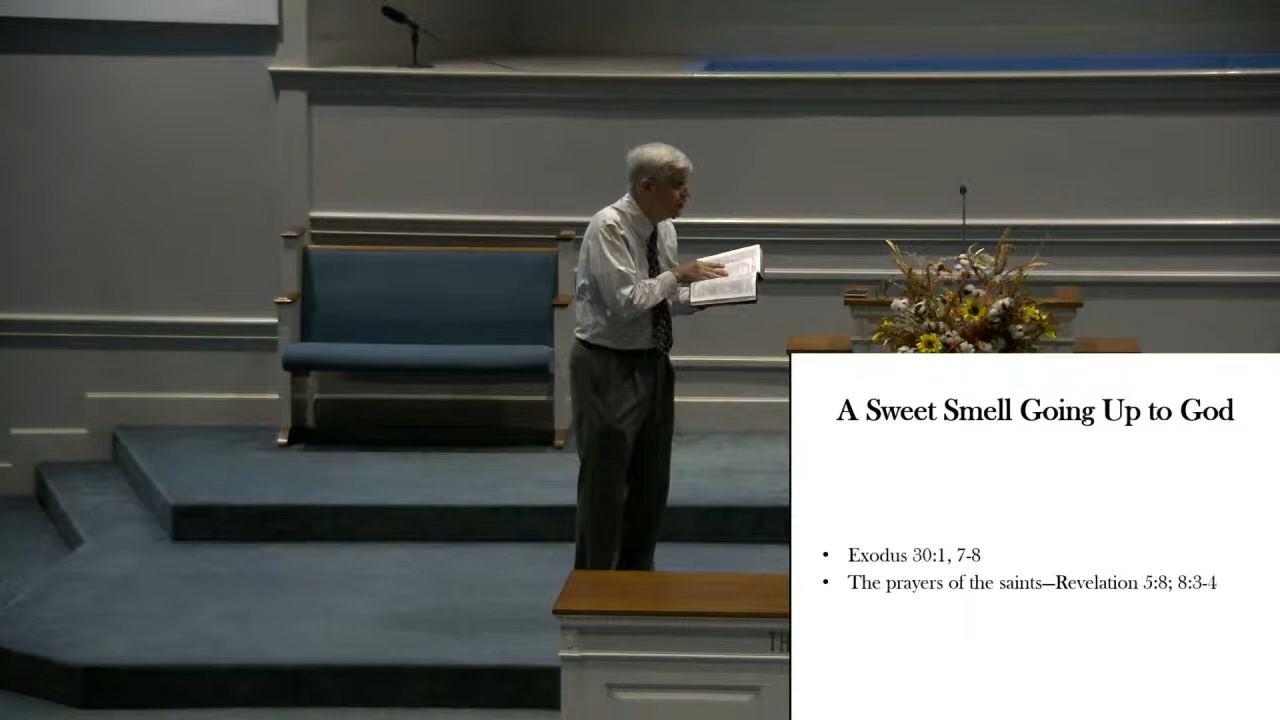 A Sweet Smell Going Up to God
• Exodus 30:1, 7-8
• The prayers of the saints—Revelation 5:8; 8:3-4
TH